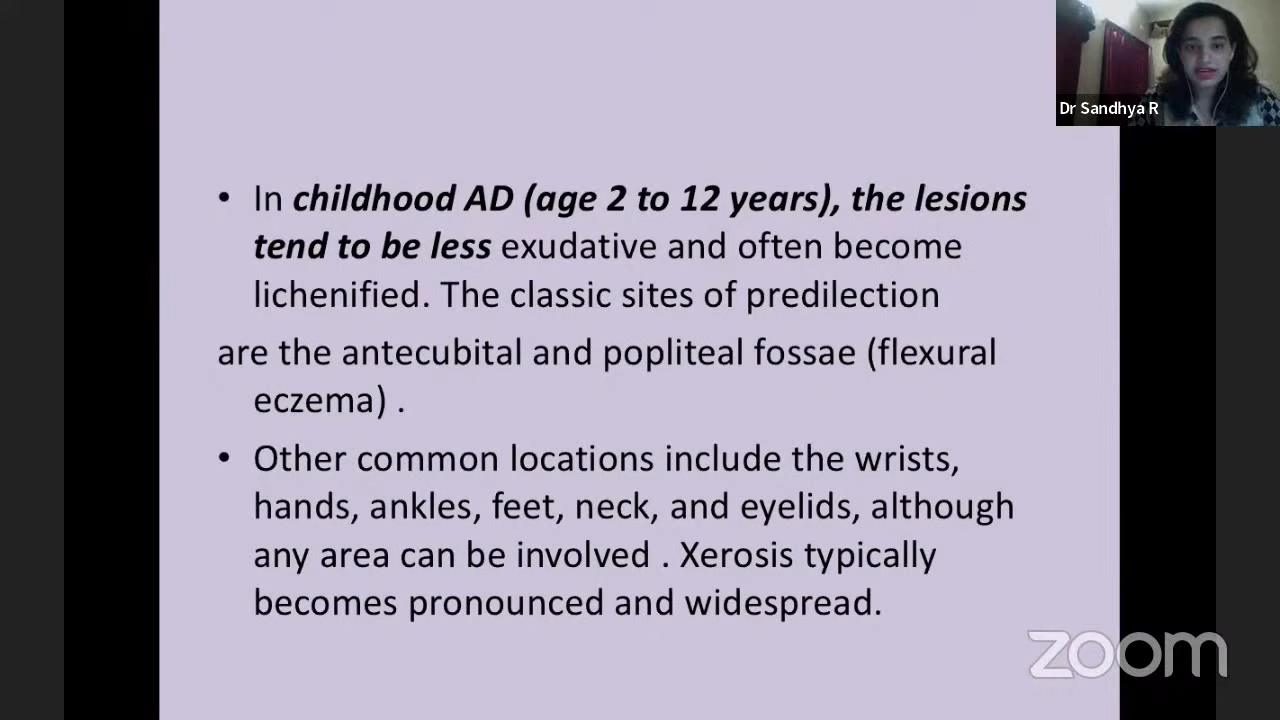 Dr Sandhya R
• In childhood AD (age 2 to 12 years), the lesions
tend to be less exudative and often become
lichenified. The classic sites of predilection
are the antecubital and popliteal fossae (flexural
eczema) .
• Other common locations include the wrists,
hands, ankles, feet, neck, and eyelids, although
any area can be involved . Xerosis typically
becomes pronounced and widespread.
zoom